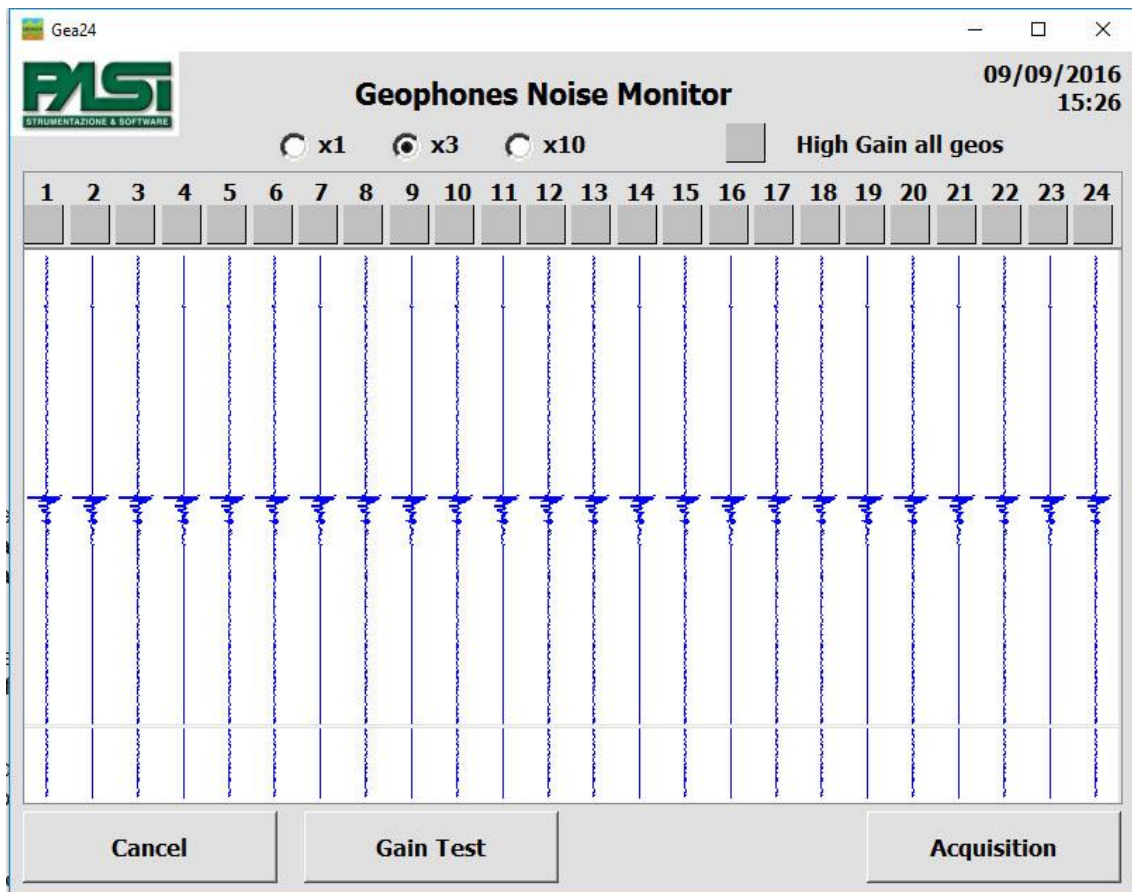 Gea24
PASI
STRUMENTAZIONE & SOFTWARE
Geophones Noise Monitor
09/09/2016
15:26
x1 x3 x10 High Gain all geos
1 2 3 4 5 6 7 8 9 10 11 12 13 14 15 16 17 18 19 20 21 22 23 24
Cancel Gain Test Acquisition